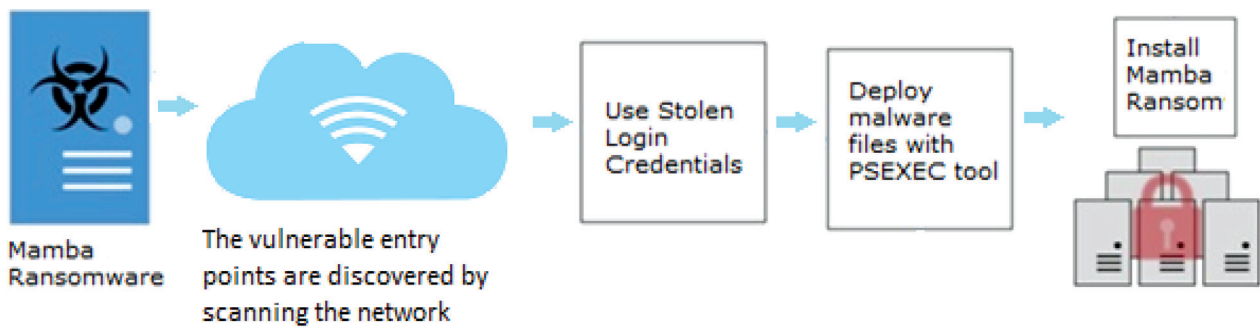 Mamba
Ransomware
The vulnerable entry
points are discovered by
scanning the network
Use Stolen
Login
Credentials
Deploy
malware
files with
PSEXEC tool
Install
Mamba
Ransom